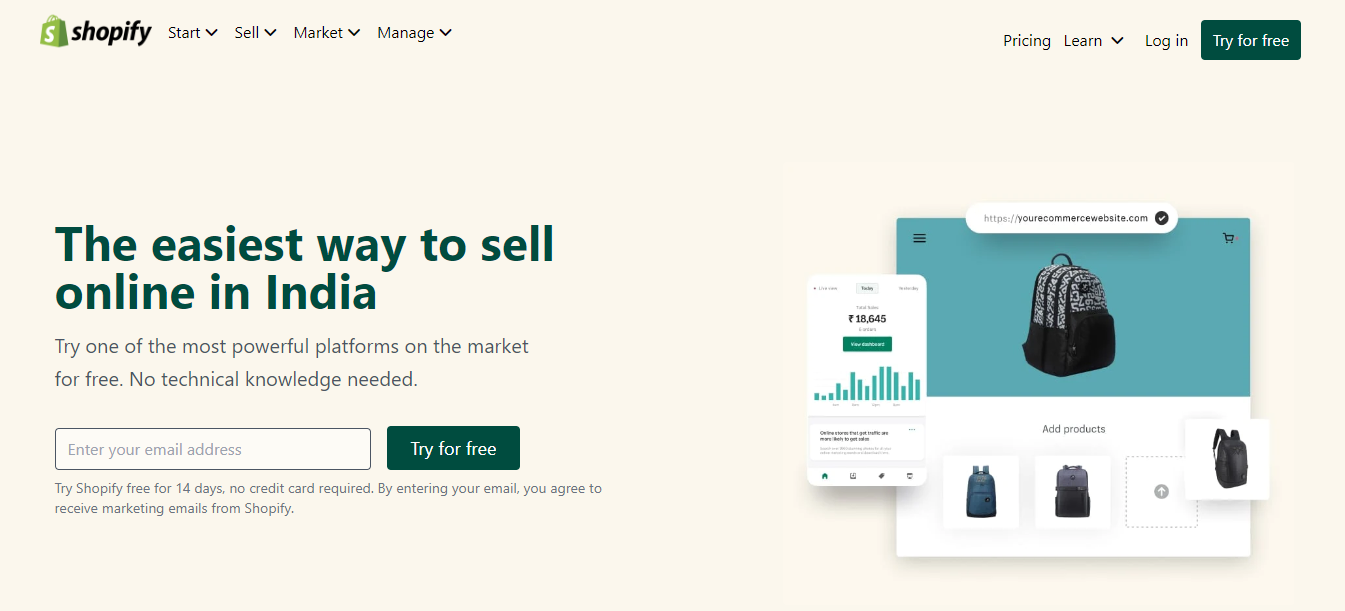 shopify
Start
Sell
Market
Manage
Pricing
Learn
Log in
Try for free
The easiest way to sell
online in India
Try one of the most powerful platforms on the market
for free. No technical knowledge needed.
Enter your email address
Try for free
Try Shopify free for 14 days, no credit card required. By entering your email, you agree to
receive marketing emails from Shopify.
https://yourecommercewebsite.com
Live view
Today
Yesterday
Total Sales
₹ 18,645
View dashboard
Online stores that get traffic are
more likely to get sales
Add products